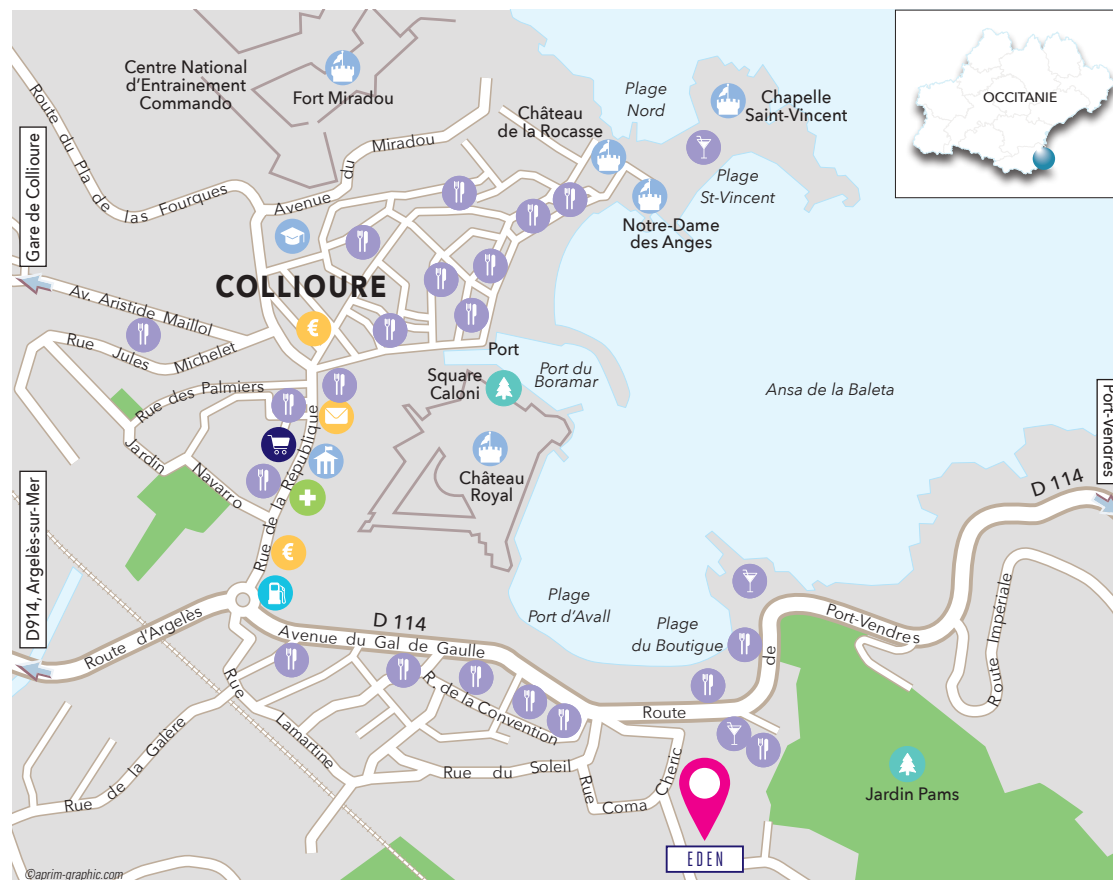 Centre National
d'Entrainement
Commando
Fort Miradou
Plage
Nord
Chapelle
Saint-Vincent
OCCITANIE
Château
de la Rocasse
Route du Pla de las Fourques
Avenue du Miradou
Plage
St-Vincent
Notre-Dame
des Anges
Gare de Collioure
COLLIOURE
Av. Aristide Maillol
Rue Jules Michelet
€
Port
Port du
Boramar
Square
Caloni
Ansa de la Baleta
Rue des Palmiers
Jardin Navarro
Rue de la République
Château
Royal
Port-Vendres
D 114
D914, Argelès-sur-Mer
€
Route d'Argelès
D 114
Avenue du Gal de Gaulle
Plage
Port d'Avall
Plage
du Boutigue
Route de Port-Vendres
Route Impériale
R. de la Convention
Rue Lamartine
Rue de la Galère
Rue du Soleil
Rue Coma Cheric
Jardin Pams
EDEN
©aprim-graphic.com